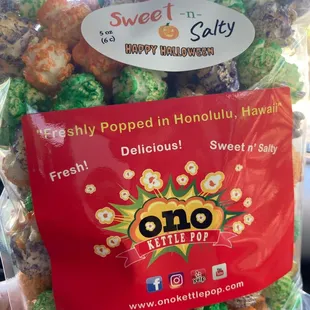 Sweet -n- Salty
5 oz
(6 c)
HAPPY HALLOWEEN
"Freshly Popped in Honolulu, Hawaii"
Fresh! Delicious! Sweet n' Salty
ono
KETTLE POP
www.onokettlepop.com